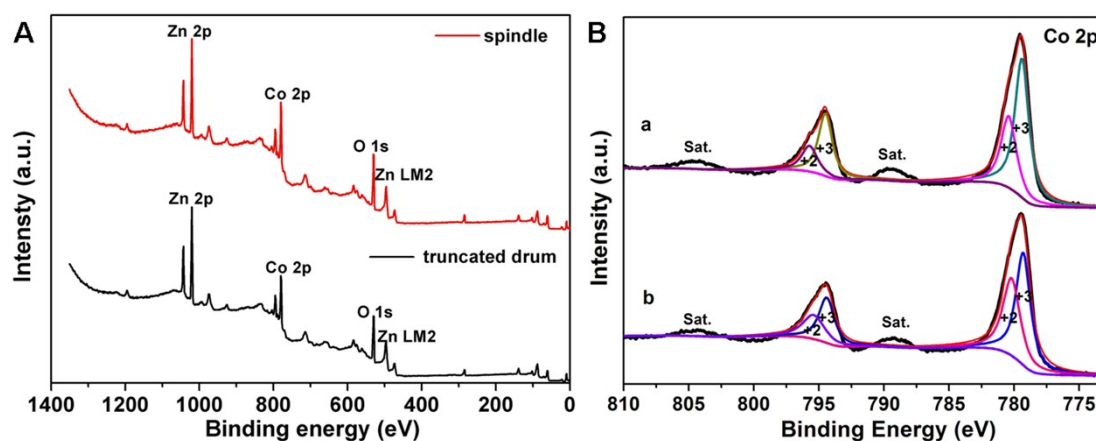 A
Zn 2p
spindle
Co 2p
O 1s
Zn LM2
Zn 2p
truncated drum
Co 2p
O 1s
Zn LM2
Intensity (a.u.)
1400 1200 1000 800 600 400 200 0
Binding energy (eV)
B
Co 2p
a
Sat.
+2
+3
Sat.
+2
+3
b
Sat.
+2
+3
Sat.
+2
+3
Intensity (a.u.)
810 805 800 795 790 785 780 775
Binding Energy (eV)